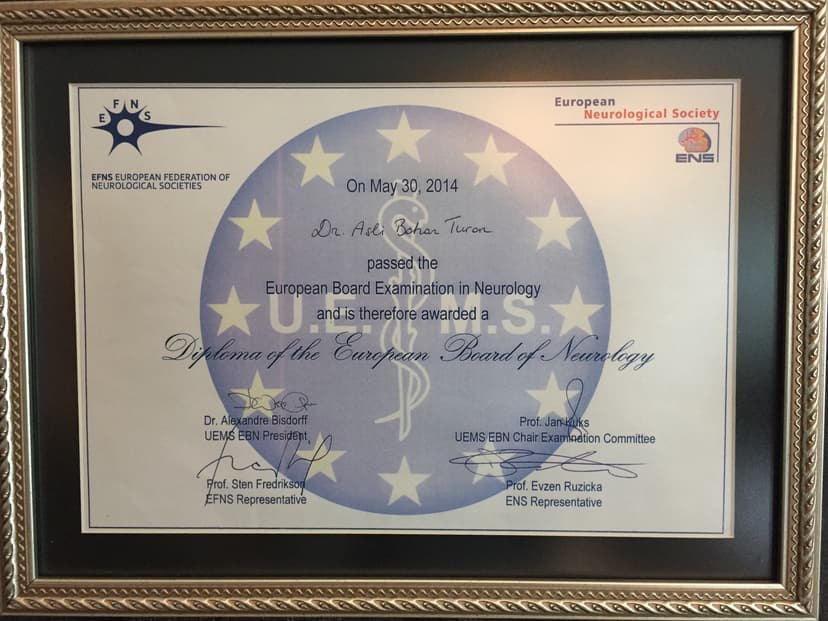 EFNS
EFNS EUROPEAN FEDERATION OF
NEUROLOGICAL SOCIETIES
European
Neurological Society
ENS
On May 30, 2014
Dr. Asli Bahar Turan
passed the
European Board Examination in Neurology
and is therefore awarded a
U.E.M.S.
Diploma of the European Board of Neurology
Dr. Alexandre Bisdorff
UEMS EBN President
Prof. Jan Kuks
UEMS EBN Chair Examination Committee
Prof. Sten Fredrikson
EFNS Representative
Prof. Evzen Ruzicka
ENS Representative